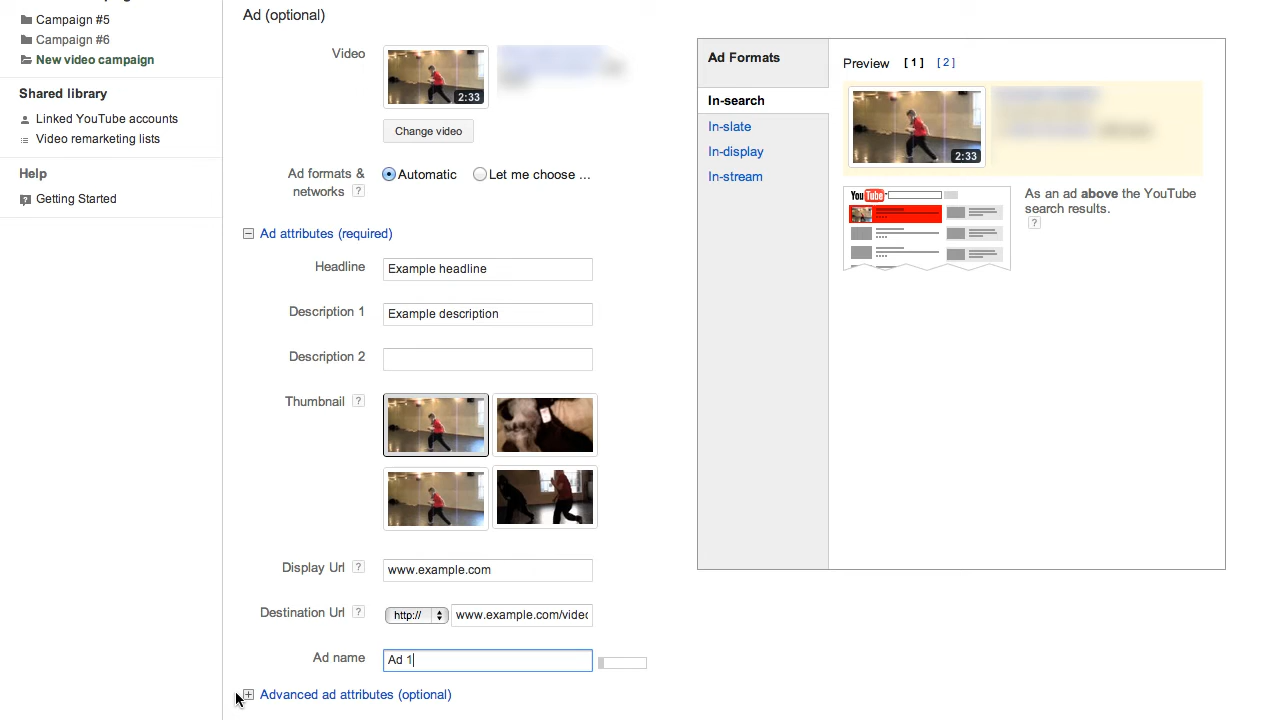 Campaign #5
Campaign #6
New video campaign
Shared library
Linked YouTube accounts
Video remarketing lists
Help
Getting Started
Ad (optional)
Video
2:33
Change video
Ad formats &
networks ?
Automatic
Let me choose ...
Ad attributes (required)
Headline
Example headline
Description 1
Example description
Description 2
Thumbnail ?
Display Url ?
www.example.com
Destination Url ?
http://
www.example.com/videc
Ad name
Ad 1
Advanced ad attributes (optional)
Ad Formats
In-search
In-slate
In-display
In-stream
Preview [ 1 ] [ 2 ]
2:33
YouTube
As an ad above the YouTube
search results.
?